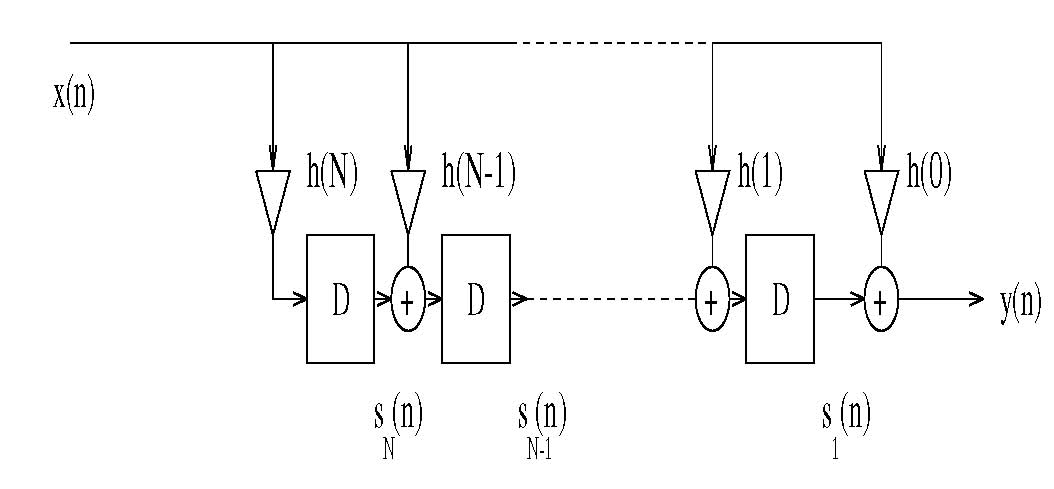 x(n)
h(N) h(N-1) h(1) h(0)
D + D + D + y(n)
s (n) s (n) s (n)
N N-1 1